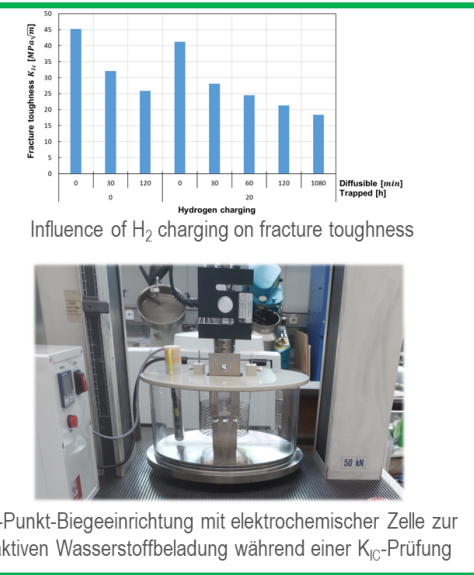 50
45
40
35
30
25
20
15
10
5
0
Fracture toughness K_Ic [MPa√m]
0 30 120 0 30 60 120 1080 Diffusible [min]
0 20 Trapped [h]
Hydrogen charging
Influence of H₂ charging on fracture toughness
50 kN
-Punkt-Biegeeinrichtung mit elektrochemischer Zelle zur
aktiven Wasserstoffbeladung während einer K_IC-Prüfung